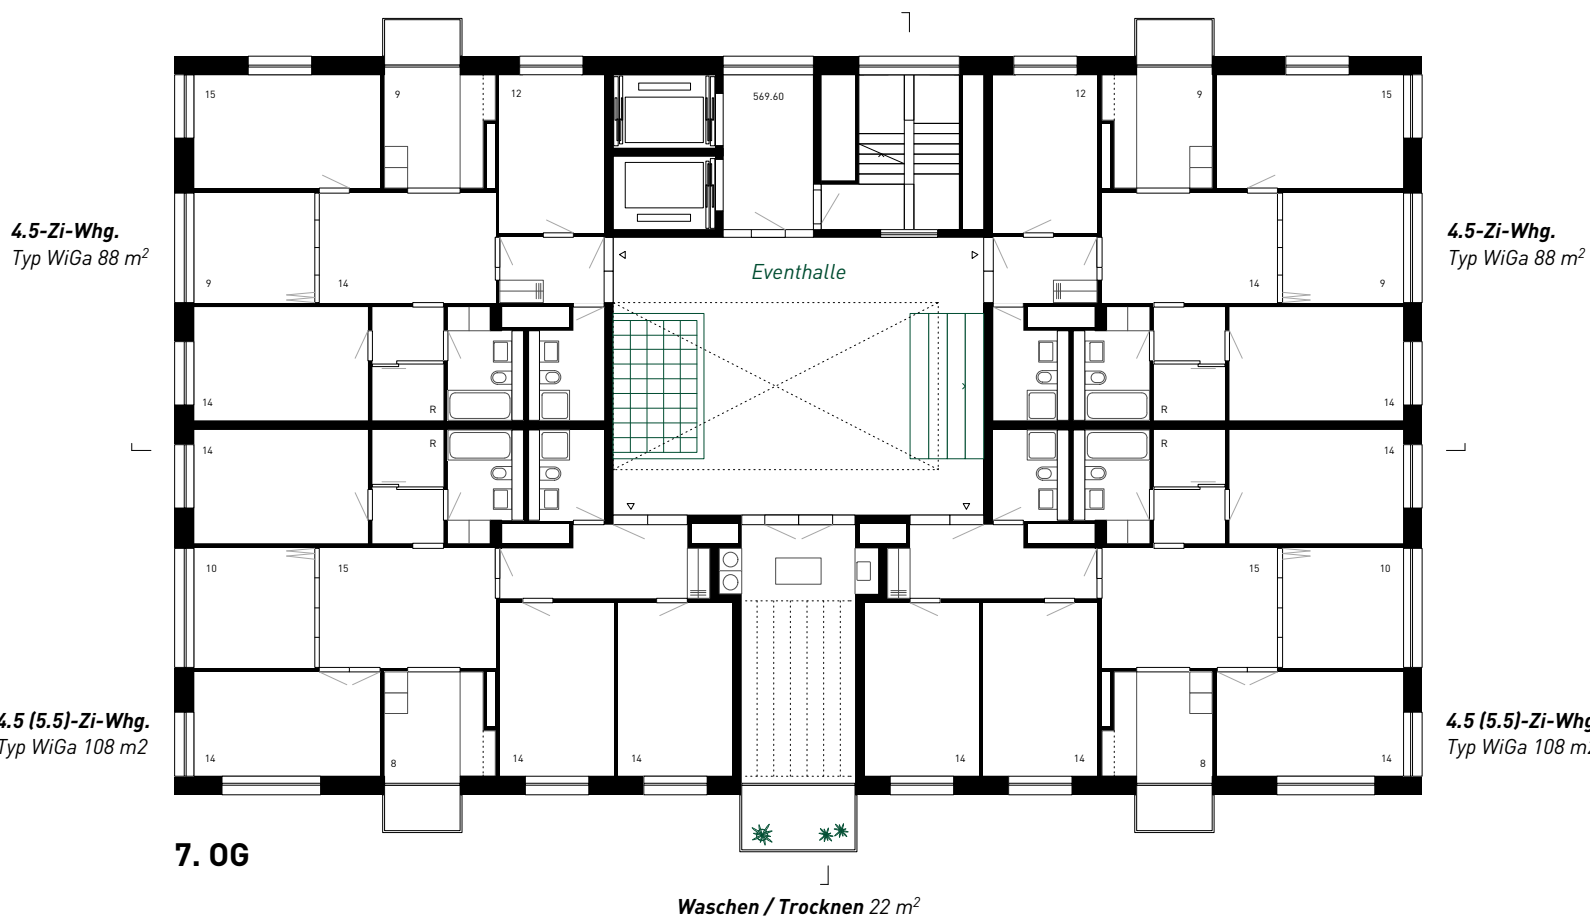 15
9
12
569.60
12
9
15
4.5-Zi-Whg.
Typ WiGa 88 m²
4.5-Zi-Whg.
Typ WiGa 88 m²
Eventhalle
9
14
14
9
14
R
R
14
14
R
R
14
10
15
15
10
4.5 (5.5)-Zi-Whg.
Typ WiGa 108 m2
4.5 (5.5)-Zi-Whg
Typ WiGa 108 m2
14
8
14
14
14
14
8
14
7. OG
Waschen / Trocknen 22 m²